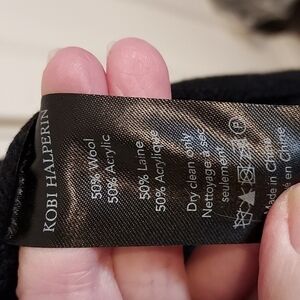 KOBI HALPERIN
50% Wool
50% Acrylic
50% Laine
50% Acrylique
Dry clean only
Nettoyage à sec
seulement
Made in China
en Chine